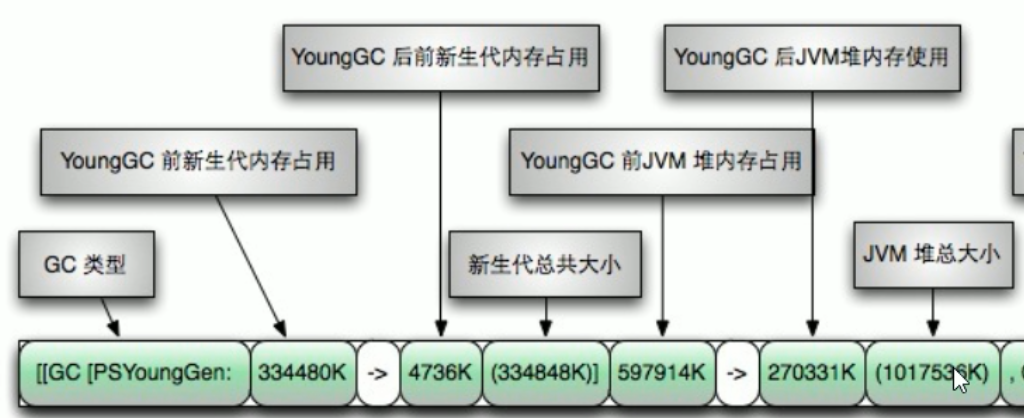 YoungGC 后前新生代内存占用
YoungGC 后JVM堆内存使用
YoungGC 前新生代内存占用
YoungGC 前JVM 堆内存占用
GC 类型
新生代总共大小
JVM 堆总大小
[[GC [PSYoungGen: 334480K -> 4736K (334848K)] 597914K -> 270331K (1017536K) ,